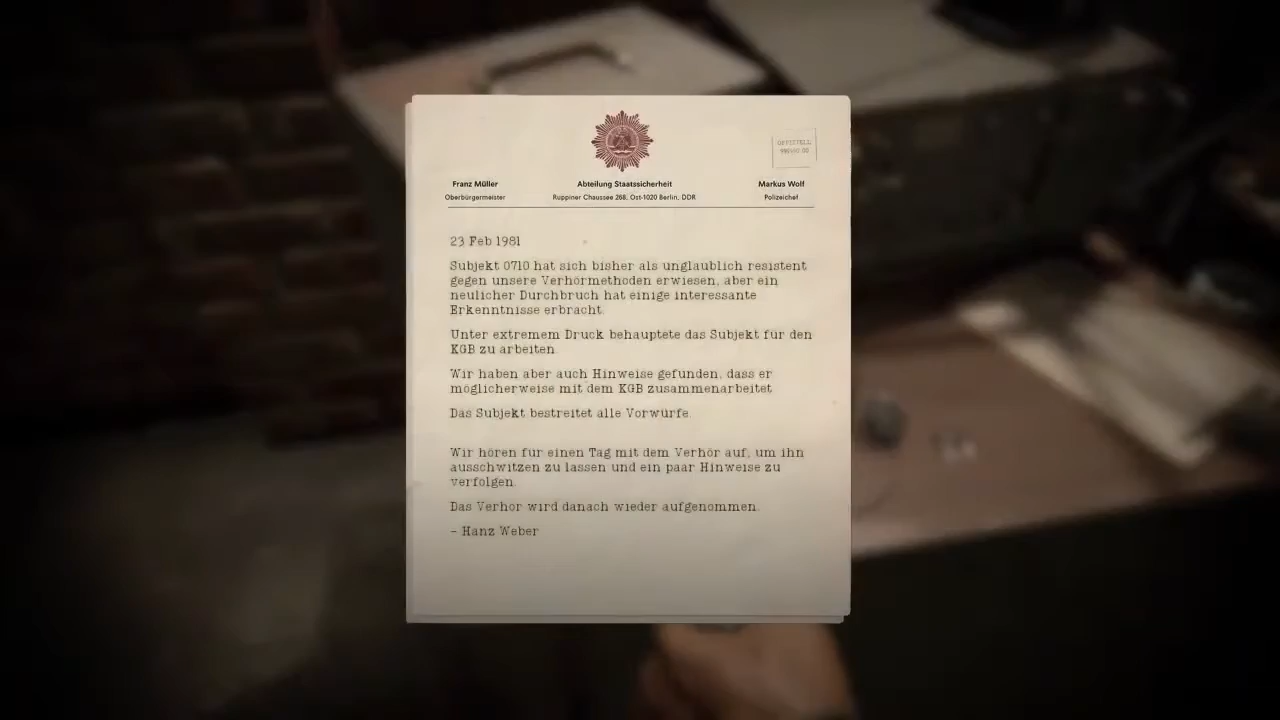 Franz Müller
Abteilung Staatssicherheit
Markus Wolf
Oberbürgermeister
Ruppiner Chaussee 268, Ost-1020 Berlin, DDR
Polizeichef
23 Feb 1981
Subjekt 0710 hat sich bisher als unglaublich resistent
gegen unsere Verhörmethoden erwiesen, aber ein
neulicher Durchbruch hat einige interessante
Erkenntnisse erbracht.
Unter extremem Druck behauptete das Subjekt für den
KGB zu arbeiten.
Wir haben aber auch Hinweise gefunden, dass er
möglicherweise mit dem KGB zusammenarbeitet
Das Subjekt bestreitet alle Vorwürfe.
Wir hören für einen Tag mit dem Verhör auf, um ihn
ausschwitzen zu lassen und ein paar Hinweise zu
verfolgen.
Das Verhör wird danach wieder aufgenommen.
– Hanz Weber